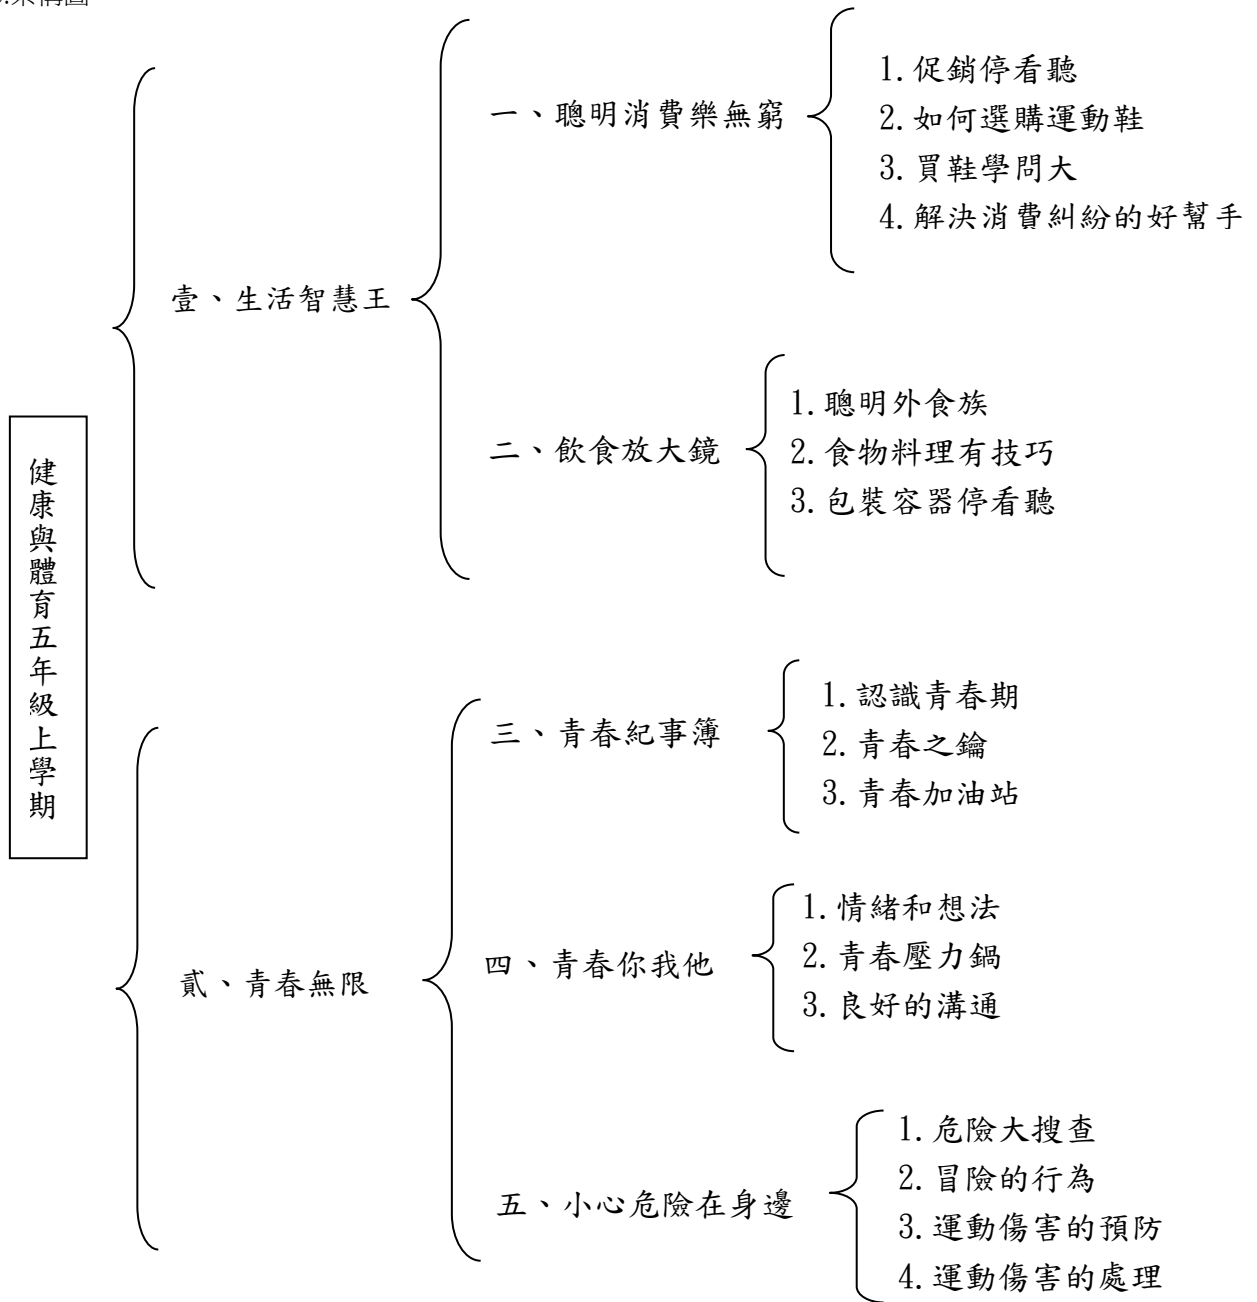 健康與體育五年級上學期
壹、生活智慧王
一、聰明消費樂無窮
1.促銷停看聽
2.如何選購運動鞋
3.買鞋學問大
4.解決消費糾紛的好幫手
二、飲食放大鏡
1.聰明外食族
2.食物料理有技巧
3.包裝容器停看聽
貳、青春無限
三、青春紀事簿
1.認識青春期
2.青春之鑰
3.青春加油站
四、青春你我他
1.情緒和想法
2.青春壓力鍋
3.良好的溝通
五、小心危險在身邊
1.危險大搜查
2.冒險的行為
3.運動傷害的預防
4.運動傷害的處理